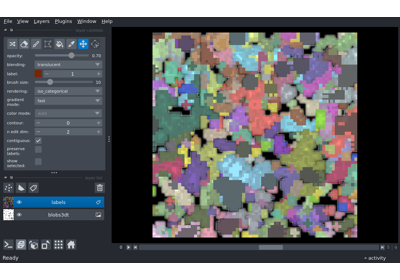 File View Layers Plugins Window Help
opacity: 0.70
blending: translucent
label: 1
brush size: 10
rendering: iso_categorical
gradient mode: fast
color mode:
contour: 0
n edit dim: 2
contiguous:
preserve labels:
show selected:
labels
blobs3dt
Ready
activity